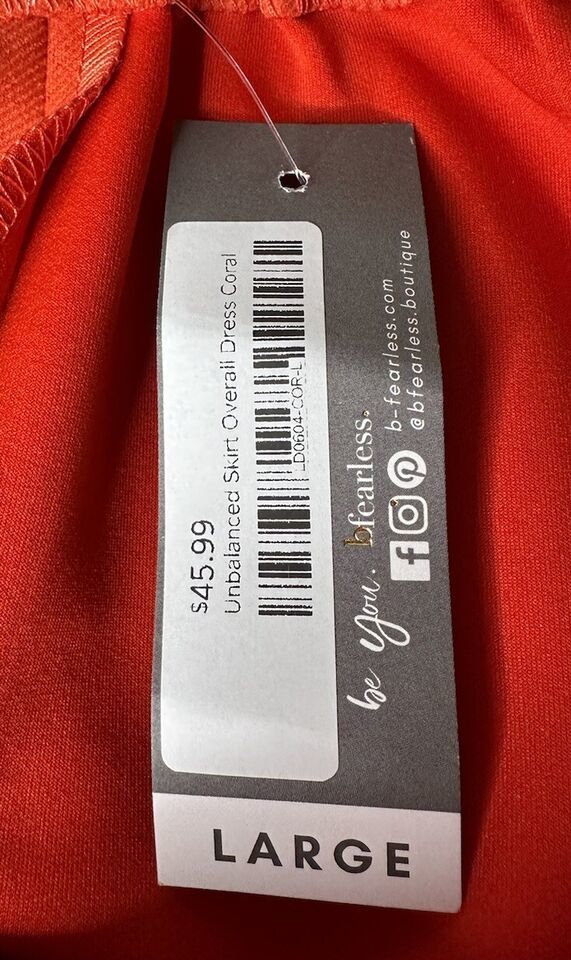 $45.99
Unbalanced Skirt Overall Dress Coral
LD0604-COR-L
be you. bfearless.
b-fearless.com
@bfearless.boutique
LARGE